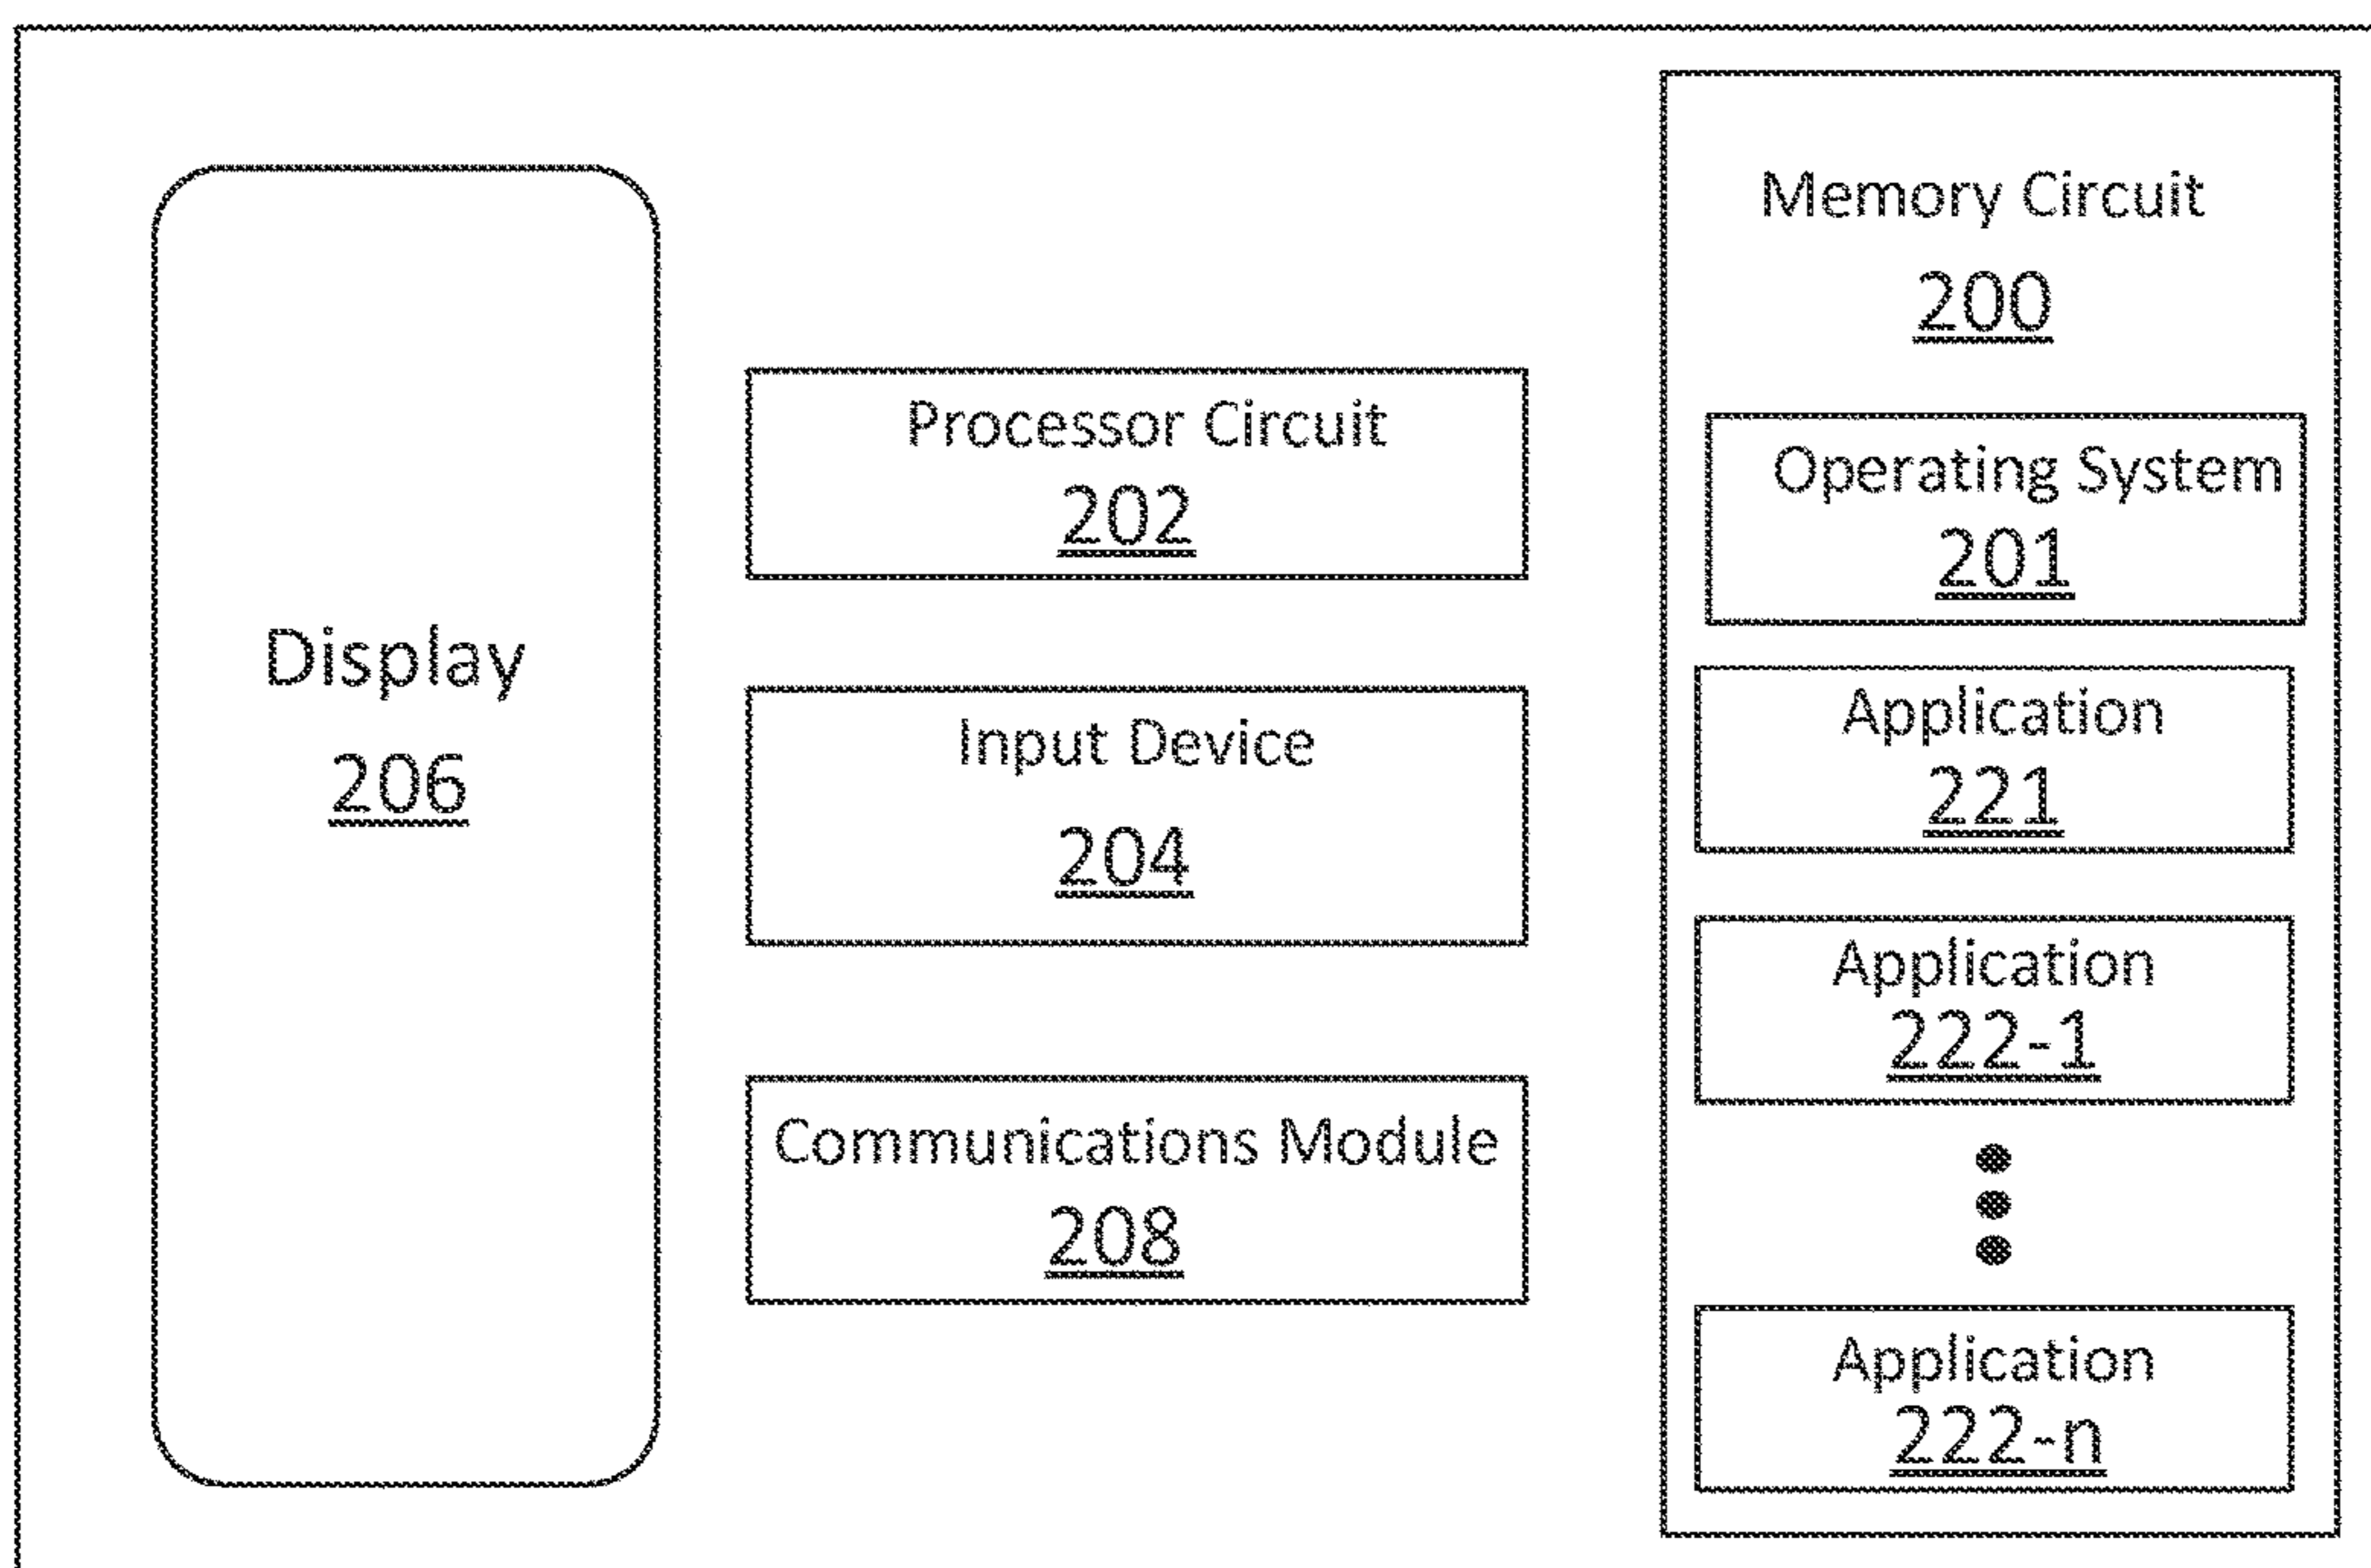 Display
206
Processor Circuit
202
Input Device
204
Communications Module
208
Memory Circuit
200
Operating System
201
Application
221
Application
222-1
Application
222-n